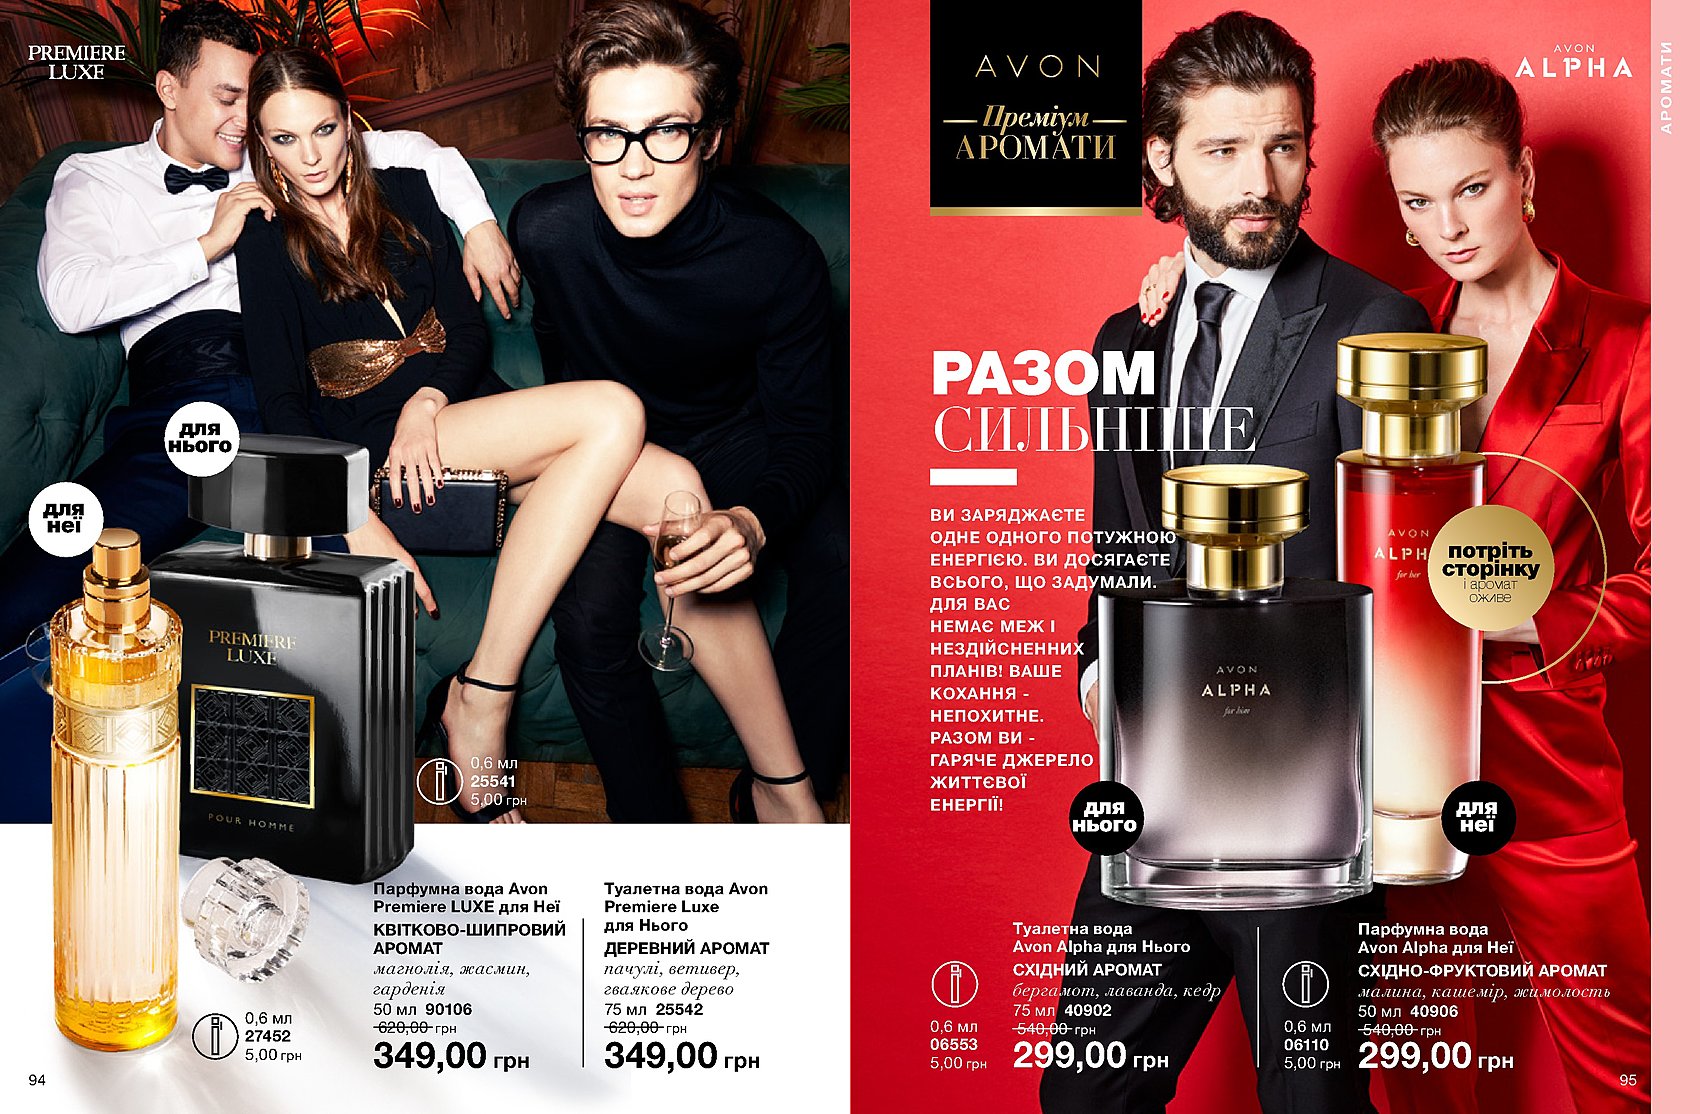 PREMIERE
LUXE
для
нього
для
неї
PREMIERE
LUXE
POUR HOMME
0,6 мл
25541
5,00 грн
Парфумна вода Avon
Premiere LUXE для Неї
КВІТКОВО-ШИПРОВИЙ
АРОМАТ
магнолія, жасмин,
гарденія
50 мл 90106
620,00 грн
349,00 грн
Туалетна вода Avon
Premiere Luxe
для Нього
ДЕРЕВНИЙ АРОМАТ
пачулі, ветивер,
гваякове дерево
75 мл 25542
620,00 грн
349,00 грн
0,6 мл
27452
5,00 грн
94
AVON
Преміум
АРОМАТИ
AVON
ALPHA
АРОМАТИ
РАЗОМ
СИЛЬНІШЕ
ВИ ЗАРЯДЖАЄТЕ
ОДНЕ ОДНОГО ПОТУЖНОЮ
ЕНЕРГІЄЮ. ВИ ДОСЯГАЄТЕ
ВСЬОГО, ЩО ЗАДУМАЛИ.
ДЛЯ ВАС
НЕМАЄ МЕЖ І
НЕЗДІЙСНЕННИХ
ПЛАНІВ! ВАШЕ
КОХАННЯ -
НЕПОХИТНЕ.
РАЗОМ ВИ -
ГАРЯЧЕ ДЖЕРЕЛО
ЖИТТЄВОЇ
ЕНЕРГІЇ!
AVON
ALPHA
for him
AVON
ALPH
for her
потріть
сторінку
і аромат
оживе
для
нього
для
неї
0,6 мл
06553
5,00 грн
Туалетна вода
Avon Alpha для Нього
СХІДНИЙ АРОМАТ
бергамот, лаванда, кедр
75 мл 40902
540,00 грн
299,00 грн
0,6 мл
06110
5,00 грн
Парфумна вода
Avon Alpha для Неї
СХІДНО-ФРУКТОВИЙ АРОМАТ
малина, кашемір, жимолость
50 мл 40906
540,00 грн
299,00 грн
95